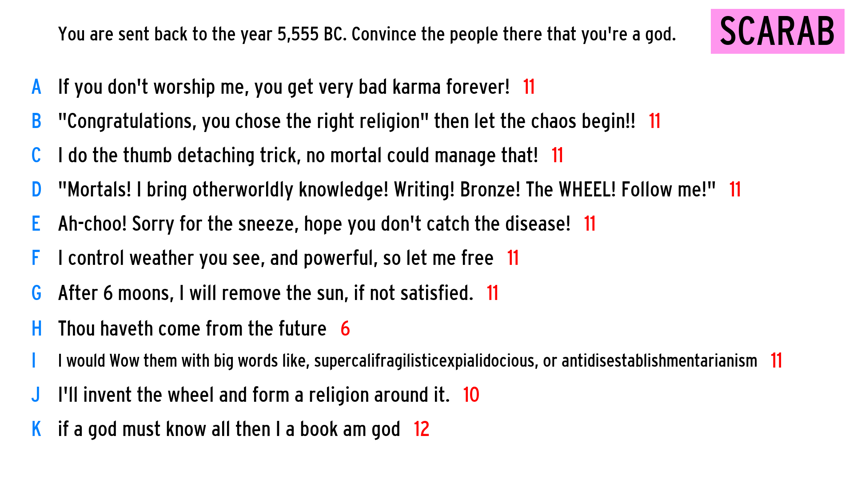 You are sent back to the year 5,555 BC. Convince the people there that you're a god.
SCARAB
A If you don't worship me, you get very bad karma forever! 11
B "Congratulations, you chose the right religion" then let the chaos begin!! 11
C I do the thumb detaching trick, no mortal could manage that! 11
D "Mortals! I bring otherworldly knowledge! Writing! Bronze! The WHEEL! Follow me!" 11
E Ah-choo! Sorry for the sneeze, hope you don't catch the disease! 11
F I control weather you see, and powerful, so let me free 11
G After 6 moons, I will remove the sun, if not satisfied. 11
H Thou haveth come from the future 6
I I would Wow them with big words like, supercalifragilisticexpialidocious, or antidisestablishmentarianism 11
J I'll invent the wheel and form a religion around it. 10
K if a god must know all then I a book am god 12